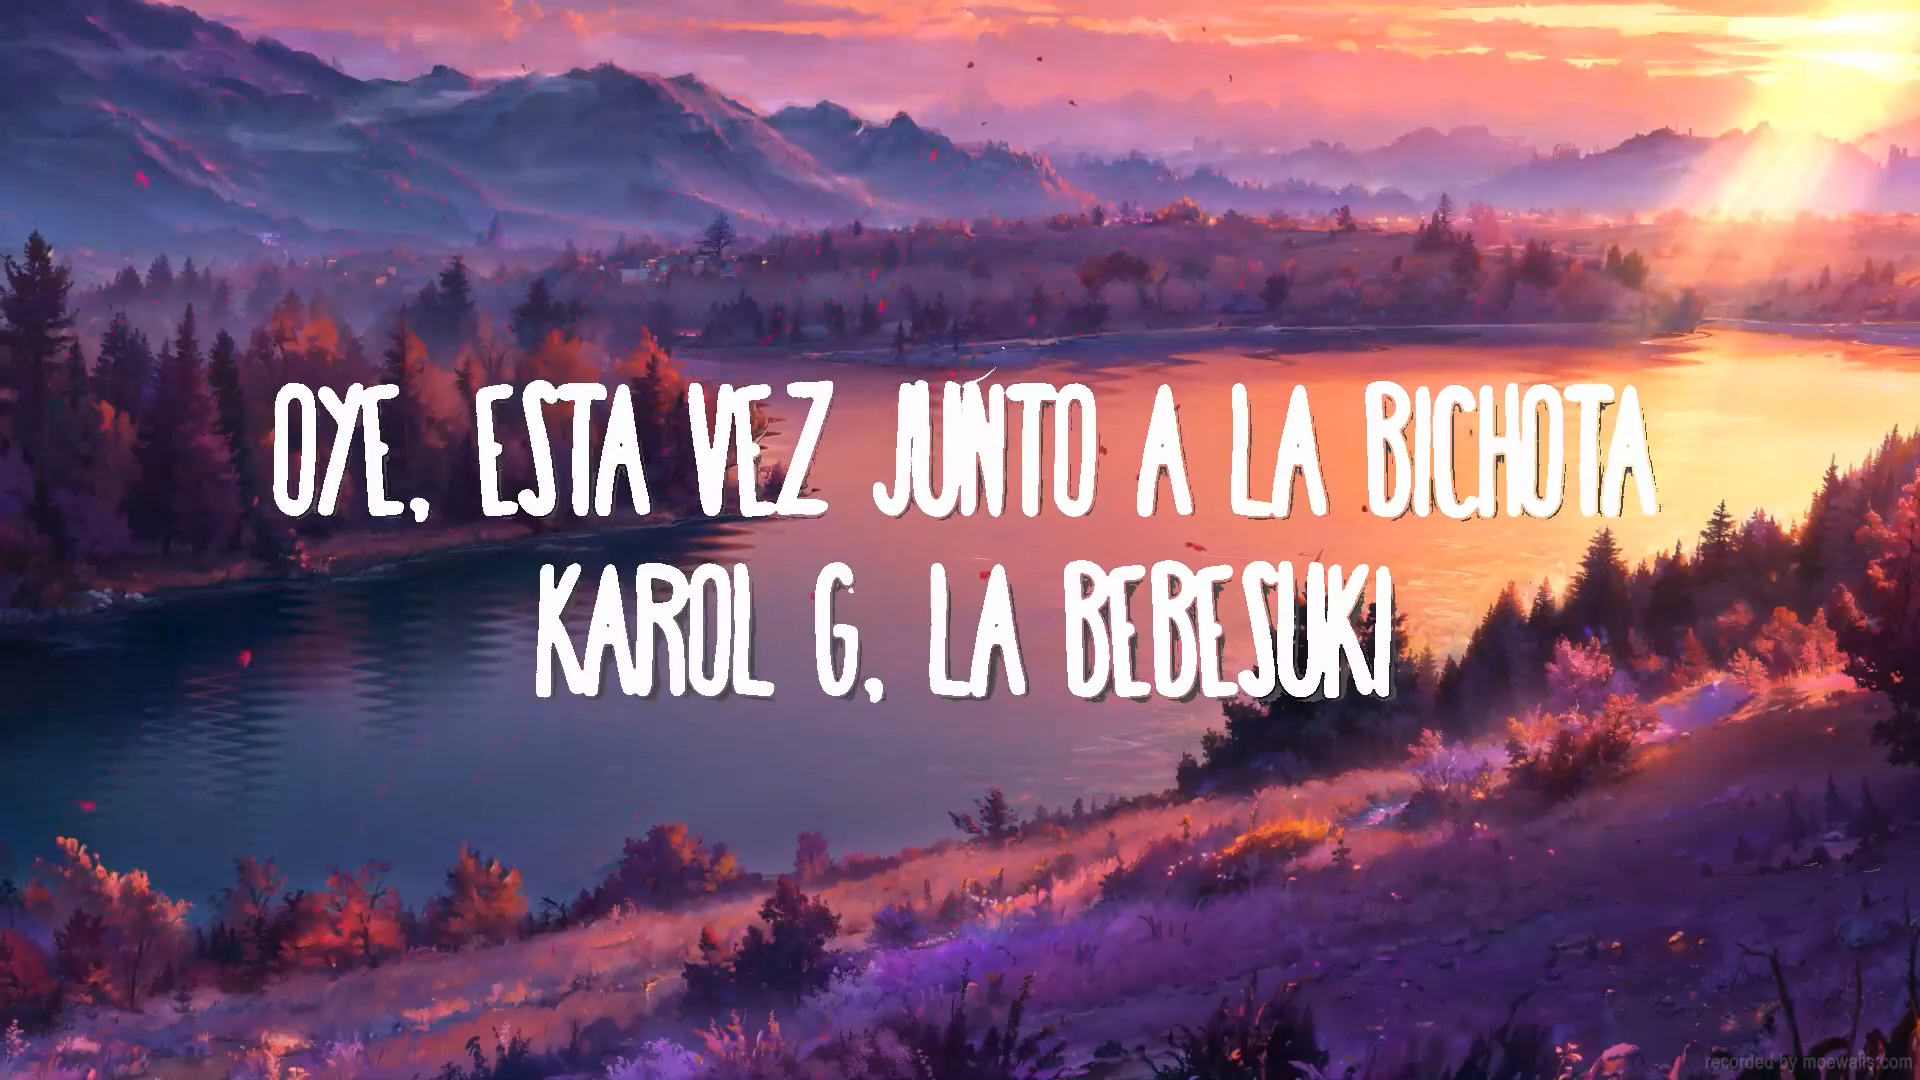 OYE, ESTA VEZ JUNTO A LA BICHOTA
KAROL G, LA BEBESUKI
recorded by moewalls.com